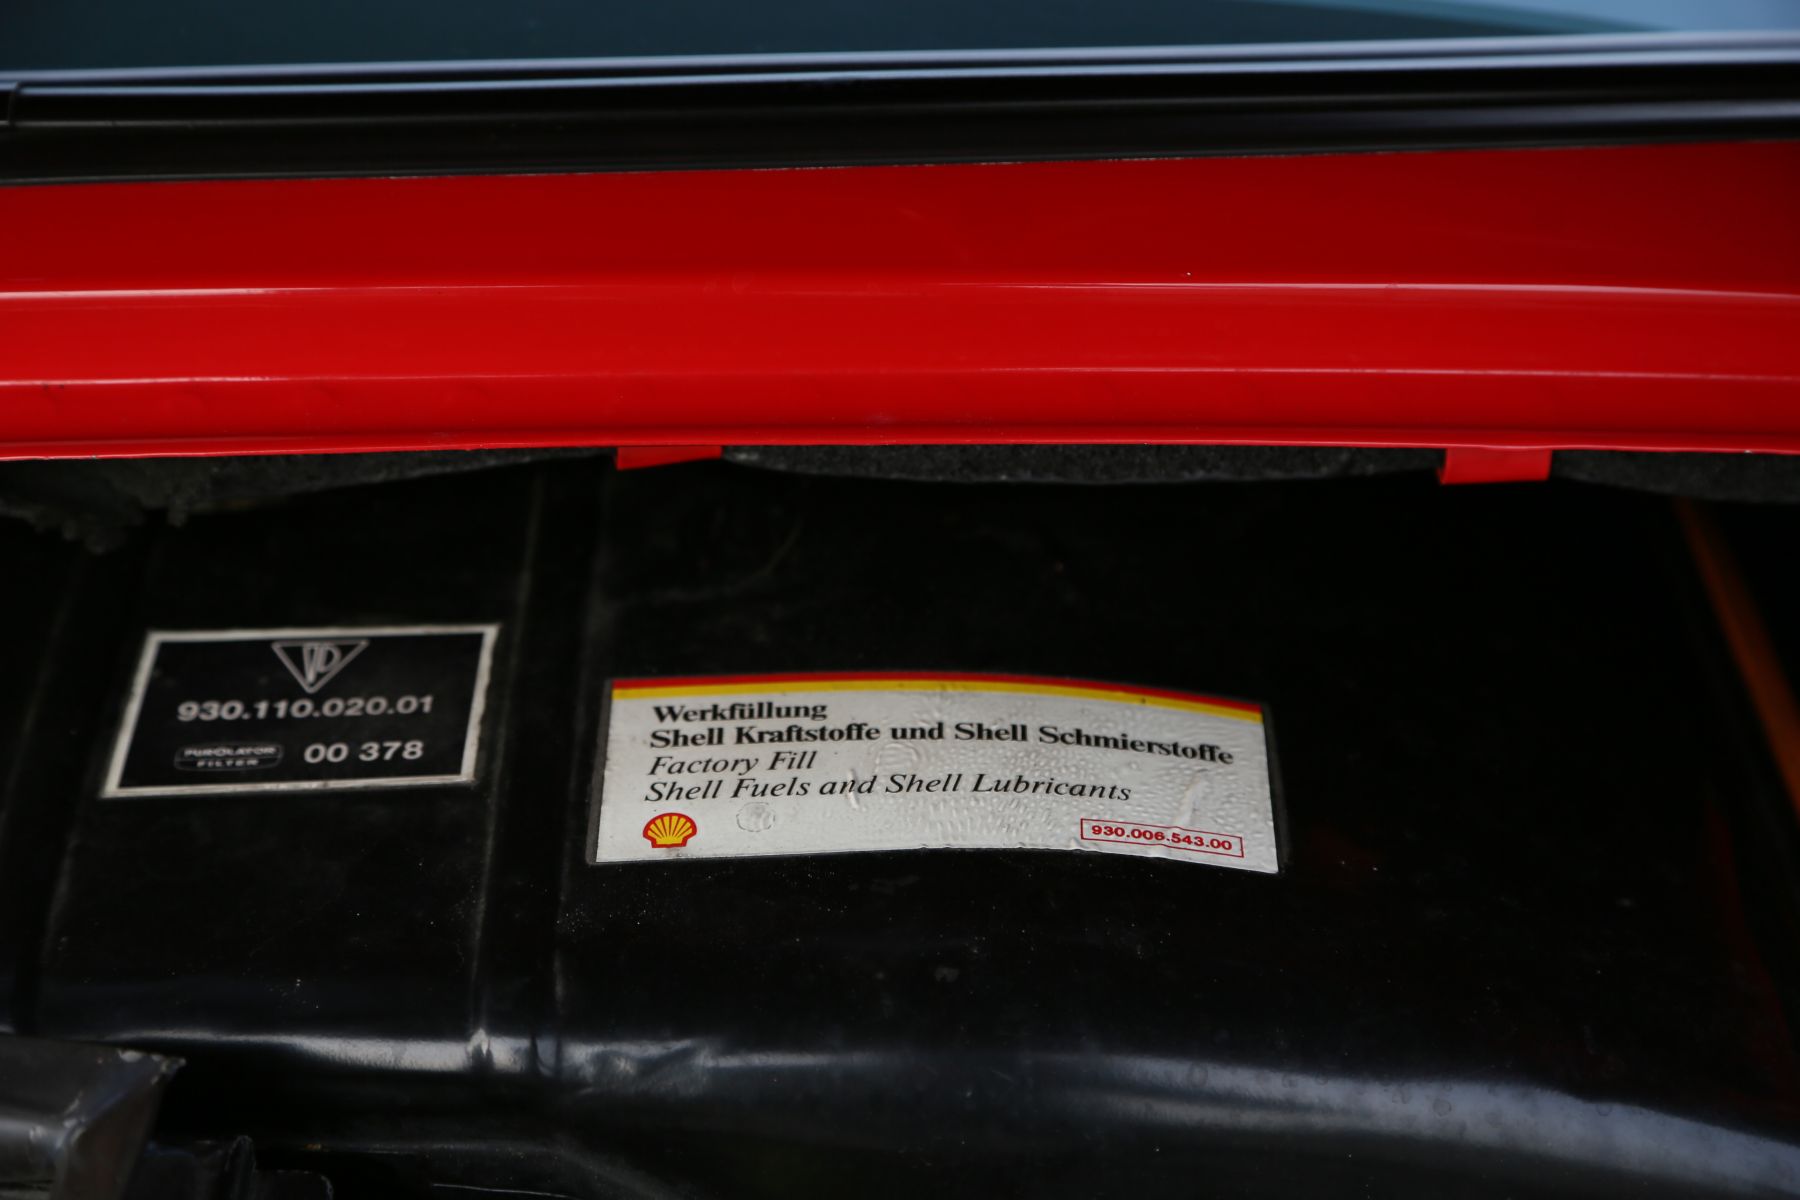 930.110.020.01
PUROLATOR
FILTER
00 378
Werkfüllung
Shell Kraftstoffe und Shell Schmierstoffe
Factory Fill
Shell Fuels and Shell Lubricants
930.006.543.00